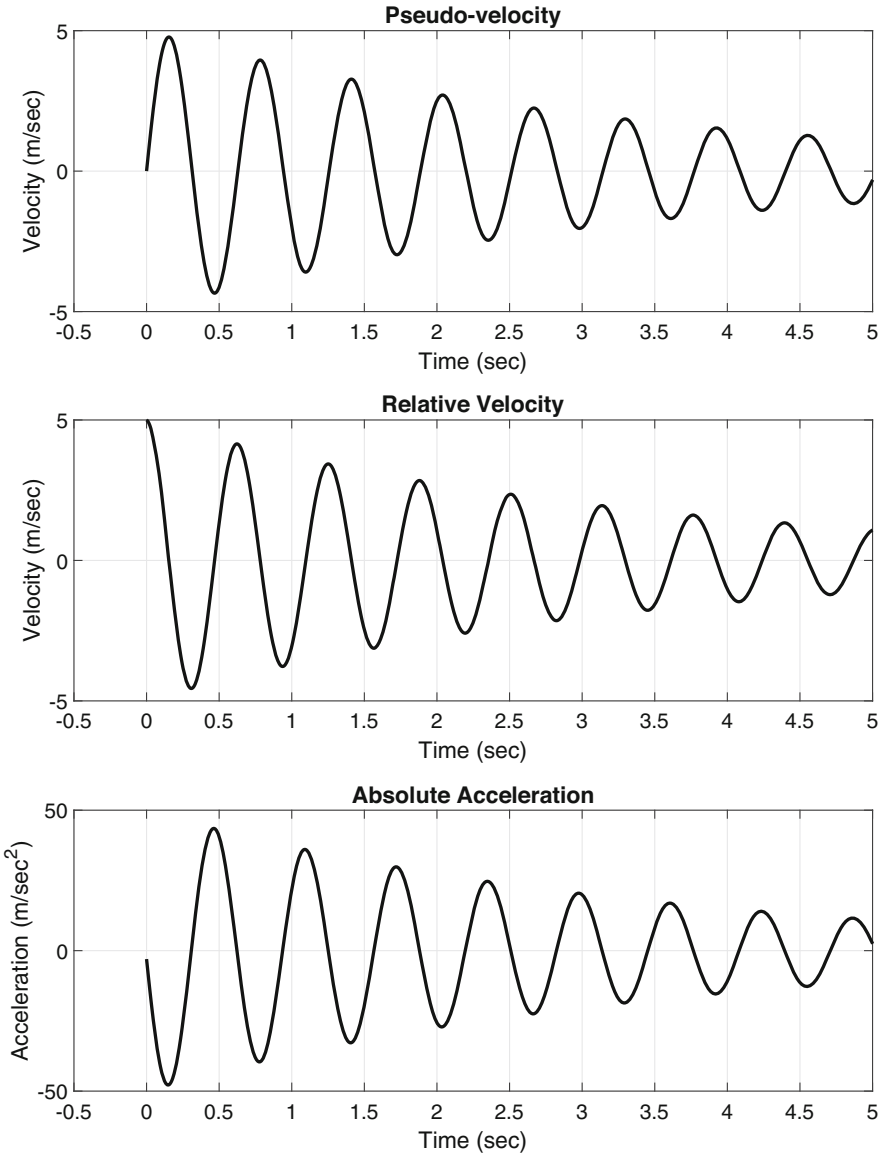 Pseudo-velocity
5
0
-5
Velocity (m/sec)
-0.5 0 0.5 1 1.5 2 2.5 3 3.5 4 4.5 5
Time (sec)
Relative Velocity
5
0
-5
Velocity (m/sec)
-0.5 0 0.5 1 1.5 2 2.5 3 3.5 4 4.5 5
Time (sec)
Absolute Acceleration
50
0
-50
Acceleration (m/sec²)
-0.5 0 0.5 1 1.5 2 2.5 3 3.5 4 4.5 5
Time (sec)